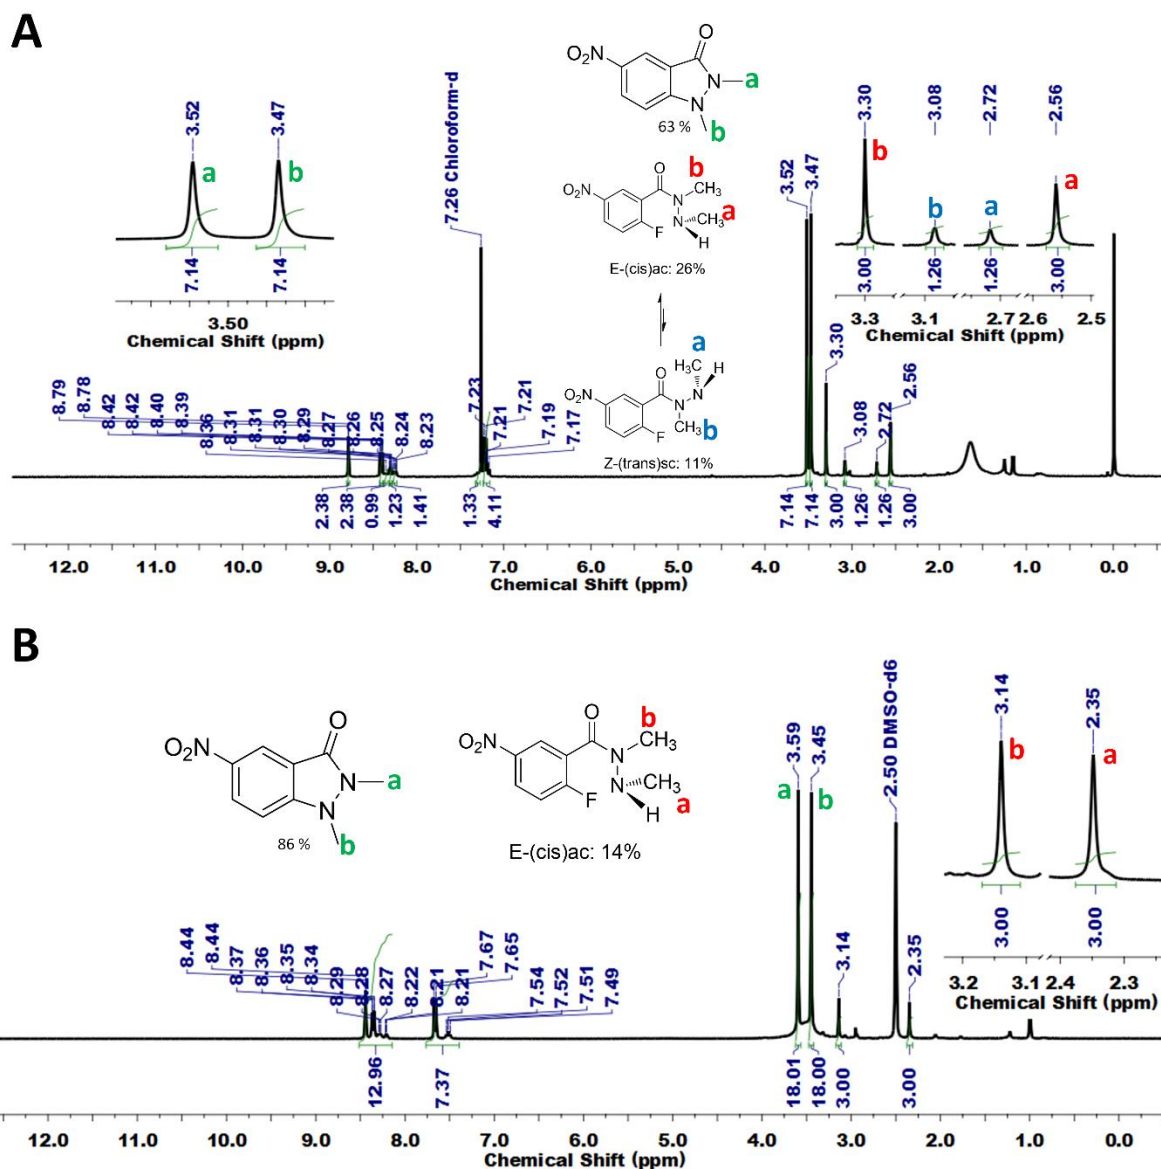 A
3.52
3.47
a
b
7.14
7.14
3.50
Chemical Shift (ppm)
7.26 Chloroform-d
O₂N
O
N
a
N
b
63 %
NO₂
O
b
N
CH₃
N
CH₃
a
F
H
E-(cis)ac: 26%
a
O
H₃C
H
N
NO₂
N
F
CH₃
b
Z-(trans)sc: 11%
3.30
3.08
2.72
2.56
b
b
a
a
3.00
1.26
1.26
3.00
3.3
3.1
2.7
2.6
2.5
Chemical Shift (ppm)
8.79
8.78
8.42
8.42
8.40
8.39
8.36
8.31
8.31
8.30
8.29
8.27
8.26
8.25
8.24
8.23
7.23
7.21
7.21
7.19
7.17
3.52
3.47
3.30
3.08
2.72
2.56
2.38
2.38
0.99
1.23
1.41
1.33
4.11
7.14
7.14
3.00
1.26
1.26
3.00
12.0 11.0 10.0 9.0 8.0 7.0 6.0 5.0 4.0 3.0 2.0 1.0 0.0
Chemical Shift (ppm)
B
O₂N
O
N
a
N
b
86 %
NO₂
O
b
N
CH₃
N
CH₃
F
H
a
E-(cis)ac: 14%
a
3.59
3.45
b
2.50 DMSO-d6
3.14
2.35
b
a
3.00
3.00
3.2
3.1
2.4
2.3
Chemical Shift (ppm)
8.44
8.44
8.37
8.36
8.35
8.34
8.29
8.28
8.27
8.22
8.21
8.21
7.67
7.65
7.54
7.52
7.51
7.49
3.14
2.35
12.96
7.37
18.01
18.00
3.00
3.00
12.0 11.0 10.0 9.0 8.0 7.0 6.0 5.0 4.0 3.0 2.0 1.0 0.0
Chemical Shift (ppm)